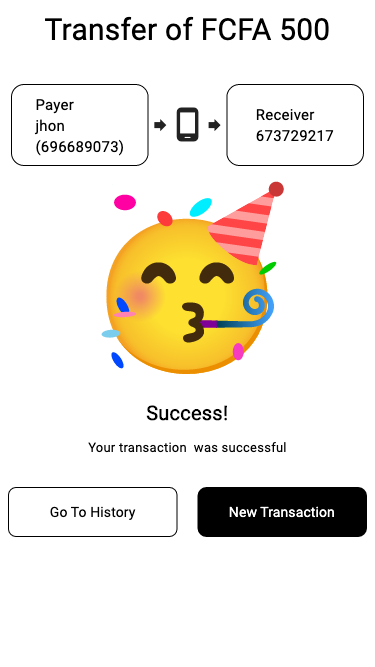 Transfer of FCFA 500
Payer
jhon
(696689073)
Receiver
673729217
Success!
Your transaction  was successful
Go To History
New Transaction